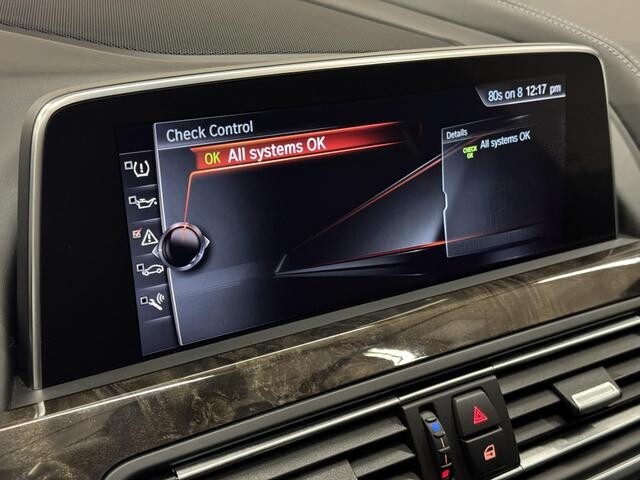 80s on 8 12:17 pm
Check Control
OK All systems OK
Details
CHECK OK All systems OK